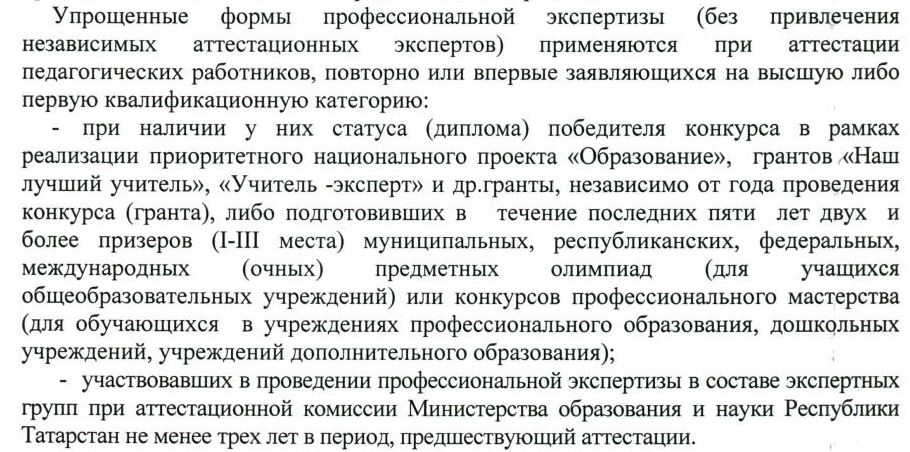 Упрощенные формы профессиональной экспертизы (без привлечения
независимых аттестационных экспертов) применяются при аттестации
педагогических работников, повторно или впервые заявляющихся на высшую либо
первую квалификационную категорию:
- при наличии у них статуса (диплома) победителя конкурса в рамках
реализации приоритетного национального проекта «Образование», грантов «Наш
лучший учитель», «Учитель -эксперт» и др.гранты, независимо от года проведения
конкурса (гранта), либо подготовивших в течение последних пяти лет двух и
более призеров (I-III места) муниципальных, республиканских, федеральных,
международных (очных) предметных олимпиад (для учащихся
общеобразовательных учреждений) или конкурсов профессионального мастерства
(для обучающихся в учреждениях профессионального образования, дошкольных
учреждений, учреждений дополнительного образования);
- участвовавших в проведении профессиональной экспертизы в составе экспертных
групп при аттестационной комиссии Министерства образования и науки Республики
Татарстан не менее трех лет в период, предшествующий аттестации.